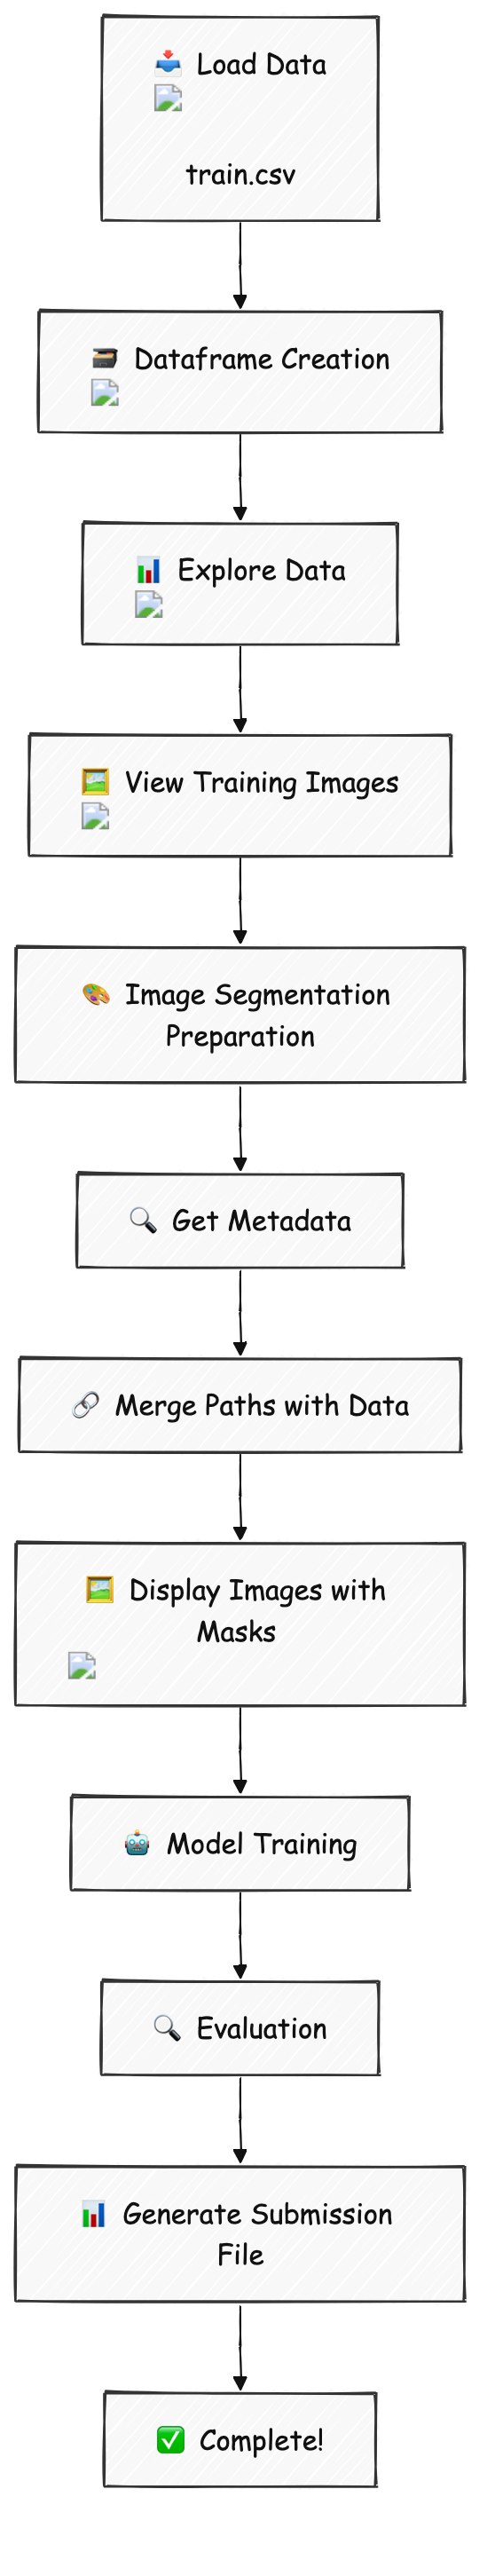 Load Data
train.csv
Dataframe Creation
Explore Data
View Training Images
Image Segmentation
Preparation
Get Metadata
Merge Paths with Data
Display Images with
Masks
Model Training
Evaluation
Generate Submission
File
Complete!